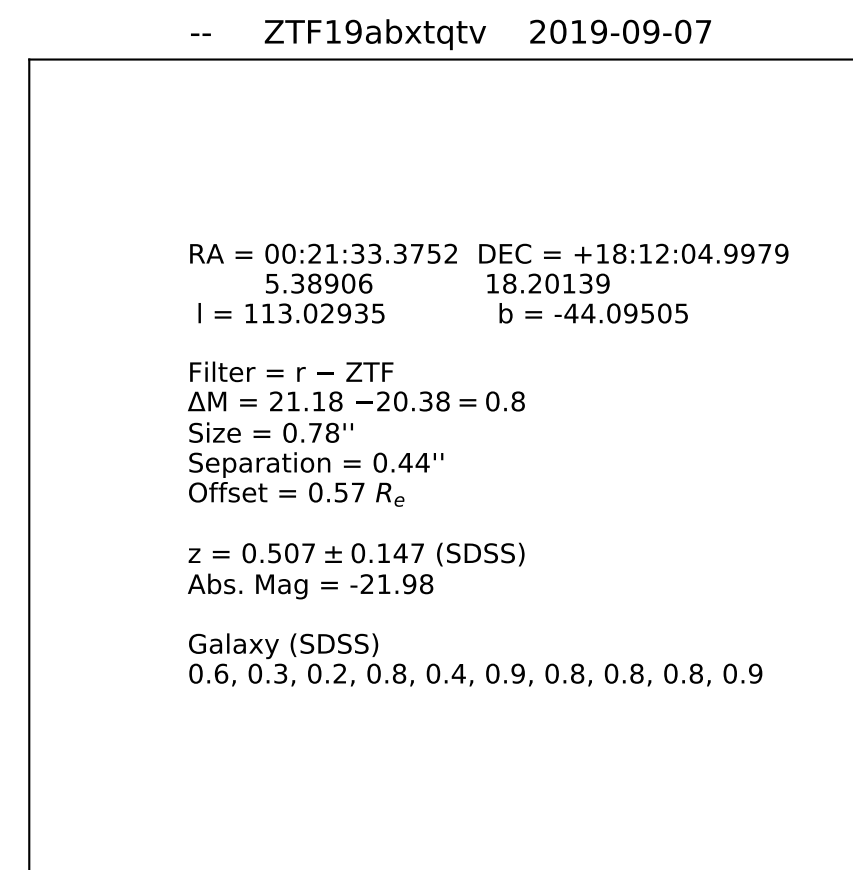 -- ZTF19abxtqtv 2019-09-07
RA = 00:21:33.3752 DEC = +18:12:04.9979
5.38906 18.20139
l = 113.02935 b = -44.09505
Filter = r − ZTF
ΔM = 21.18 −20.38 = 0.8
Size = 0.78''
Separation = 0.44''
Offset = 0.57 Rₑ
z = 0.507 ± 0.147 (SDSS)
Abs. Mag = -21.98
Galaxy (SDSS)
0.6, 0.3, 0.2, 0.8, 0.4, 0.9, 0.8, 0.8, 0.8, 0.9